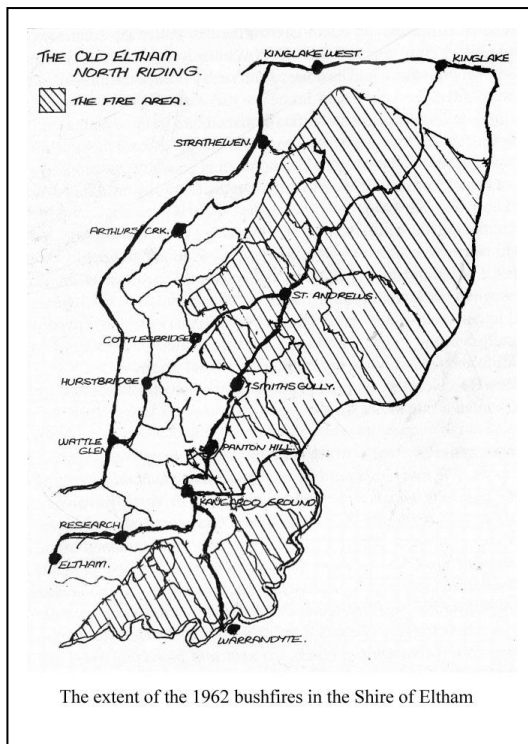 THE OLD ELTHAM
NORTH RIDING.
THE FIRE AREA.
KINGLAKE WEST.
KINGLAKE
STRATHEWEN.
ARTHURS CRK.
ST. ANDREWS.
COTTLESBRIDGE
HURSTBRIDGE
SMITHS GULLY.
WATTLE
GLEN
PANTON HILL
KANGAROO GROUND.
RESEARCH
ELTHAM.
WARRANDYTE.
The extent of the 1962 bushfires in the Shire of Eltham